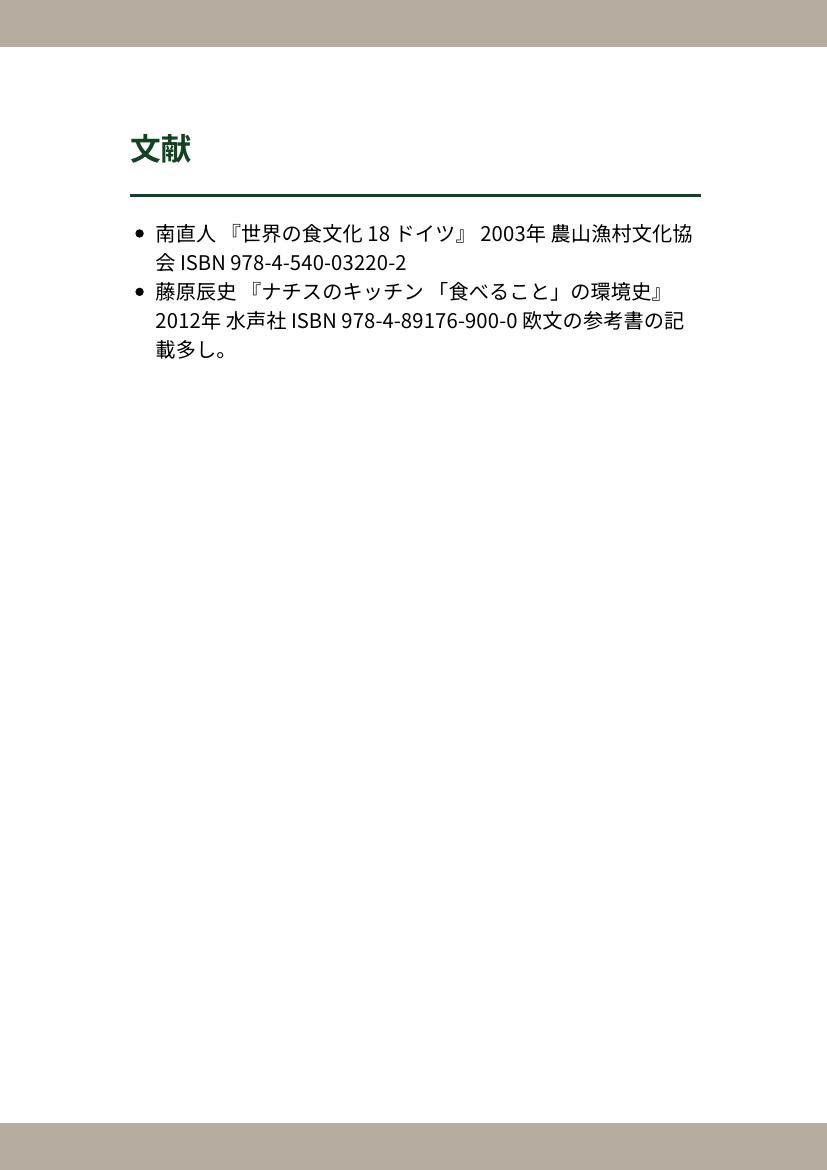 文献
南直人 『世界の食文化 18 ドイツ』 2003年 農山漁村文化協
会 ISBN 978-4-540-03220-2
藤原辰史 『ナチスのキッチン 「食べること」の環境史』
2012年 水声社 ISBN 978-4-89176-900-0 欧文の参考書の記
載多し。